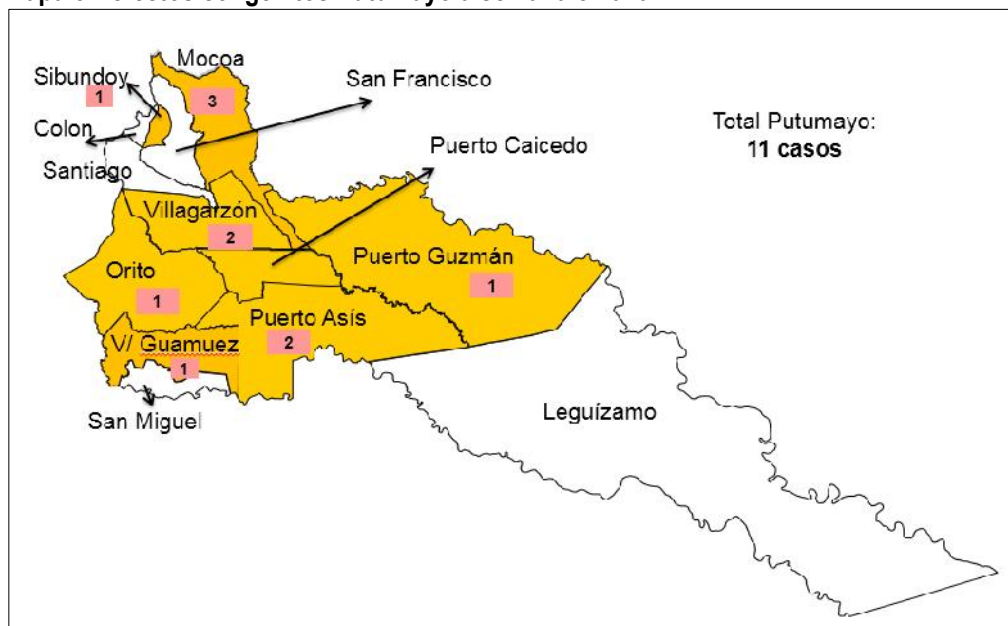 Mocoa
Sibundoy
1
3
San Francisco
Colon
Santiago
Total Putumayo:
11 casos
Puerto Caicedo
Villagarzón
2
Puerto Guzmán
1
Orito
1
Puerto Asís
2
V/ Guamuez
1
San Miguel
Leguízamo